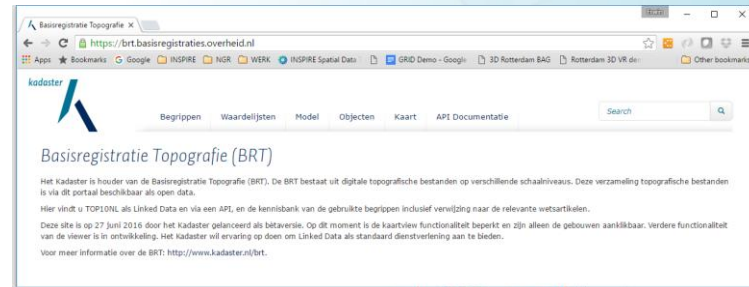 Basisregistratie Topografie
https://brt.basisregistraties.overheid.nl
Apps Bookmarks Google INSPIRE NGR WERK INSPIRE Spatial Data GRID Demo - Google 3D Rotterdam BAG Rotterdam 3D VR Other bookmarks
kadaster
Begrippen Waardelijsten Model Objecten Kaart API Documentatie Search
Basisregistratie Topografie (BRT)
Het Kadaster is houder van de Basisregistratie Topografie (BRT). De BRT bestaat uit digitale topografische bestanden op verschillende schaalniveaus. Deze verzameling topografische bestanden
is via dit portaal beschikbaar als open data.
Hier vindt u TOP10NL als Linked Data en via een API, en de kennisbank van de gebruikte begrippen inclusief verwijzing naar de relevante wetsartikelen.
Deze site is op 27 juni 2016 door het Kadaster gelanceerd als bètaversie. Op dit moment is de kaartview functionaliteit beperkt en zijn alleen de gebouwen aanklikbaar. Verdere functionaliteit
van de viewer is in ontwikkeling. Het Kadaster wil ervaring op doen om Linked Data als standaard dienstverlening aan te bieden.
Voor meer informatie over de BRT: http://www.kadaster.nl/brt.